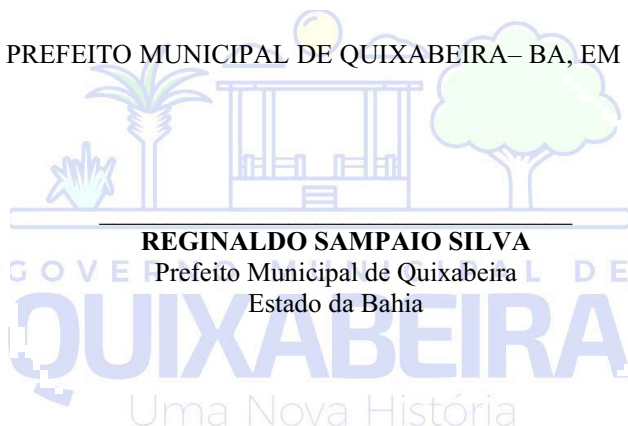 PREFEITO MUNICIPAL DE QUIXABEIRA– BA, EM
REGINALDO SAMPAIO SILVA
Prefeito Municipal de Quixabeira
Estado da Bahia
GOVERNO MUNICIPAL DE
QUIXABEIRA
Uma Nova História